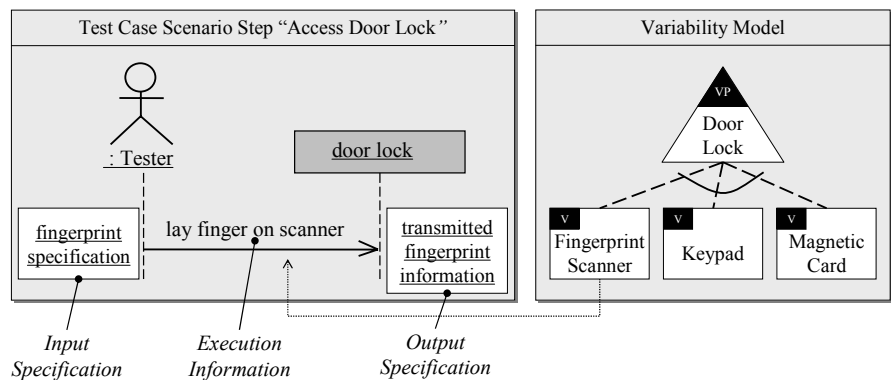 Test Case Scenario Step “Access Door Lock”
: Tester
door lock
fingerprint
specification
lay finger on scanner
transmitted
fingerprint
information
Input
Specification
Execution
Information
Output
Specification
Variability Model
VP
Door
Lock
V
Fingerprint
Scanner
V
Keypad
V
Magnetic
Card